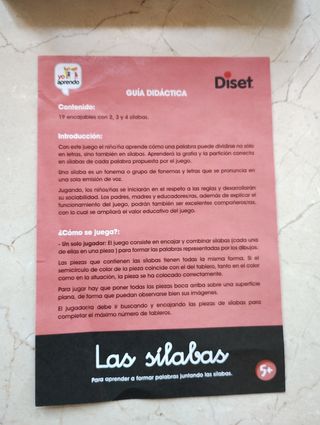 yo
aprendo
Diset
GUÍA DIDÁCTICA
Contenido:
19 encajables con 2, 3 y 4 sílabas.
Introducción:
Con este juego el niño/ña aprende cómo una palabra puede dividirse no sólo
en letras, sino también en sílabas. Aprenderá la grafía y la partición correcta
en sílabas de cada palabra propuesta por el juego.
Una sílaba es un fonema o grupo de fonemas y letras que se pronuncia en
una sola emisión de voz.
Jugando, los niños/ñas se iniciarán en el respeto a las reglas y desarrollarán
su sociabilidad. Los padres, madres y educadores/ras, además de explicar el
funcionamiento del juego, podrán también ser excelentes compañeros/ras,
con lo cual se ampliará el valor educativo del juego.
¿Cómo se juega?:
- Un solo jugador: El juego consiste en encajar y combinar sílabas (cada una
de ellas en una pieza) para formar las palabras representadas por los dibujos.
Las piezas que contienen las sílabas tienen todas la misma forma. Si el
semicírculo de color de la pieza coincide con el del tablero, tanto en el color
como en la situación, la pieza se ha colocado correctamente.
Para jugar hay que poner todas las piezas boca arriba sobre una superficie
plana, de forma que puedan observarse bien sus imágenes.
El jugador/ra debe ir buscando y encajando las piezas de sílabas para
completar el máximo número de tableros.
Las sílabas
Para aprender a formar palabras juntando las sílabas.
5+